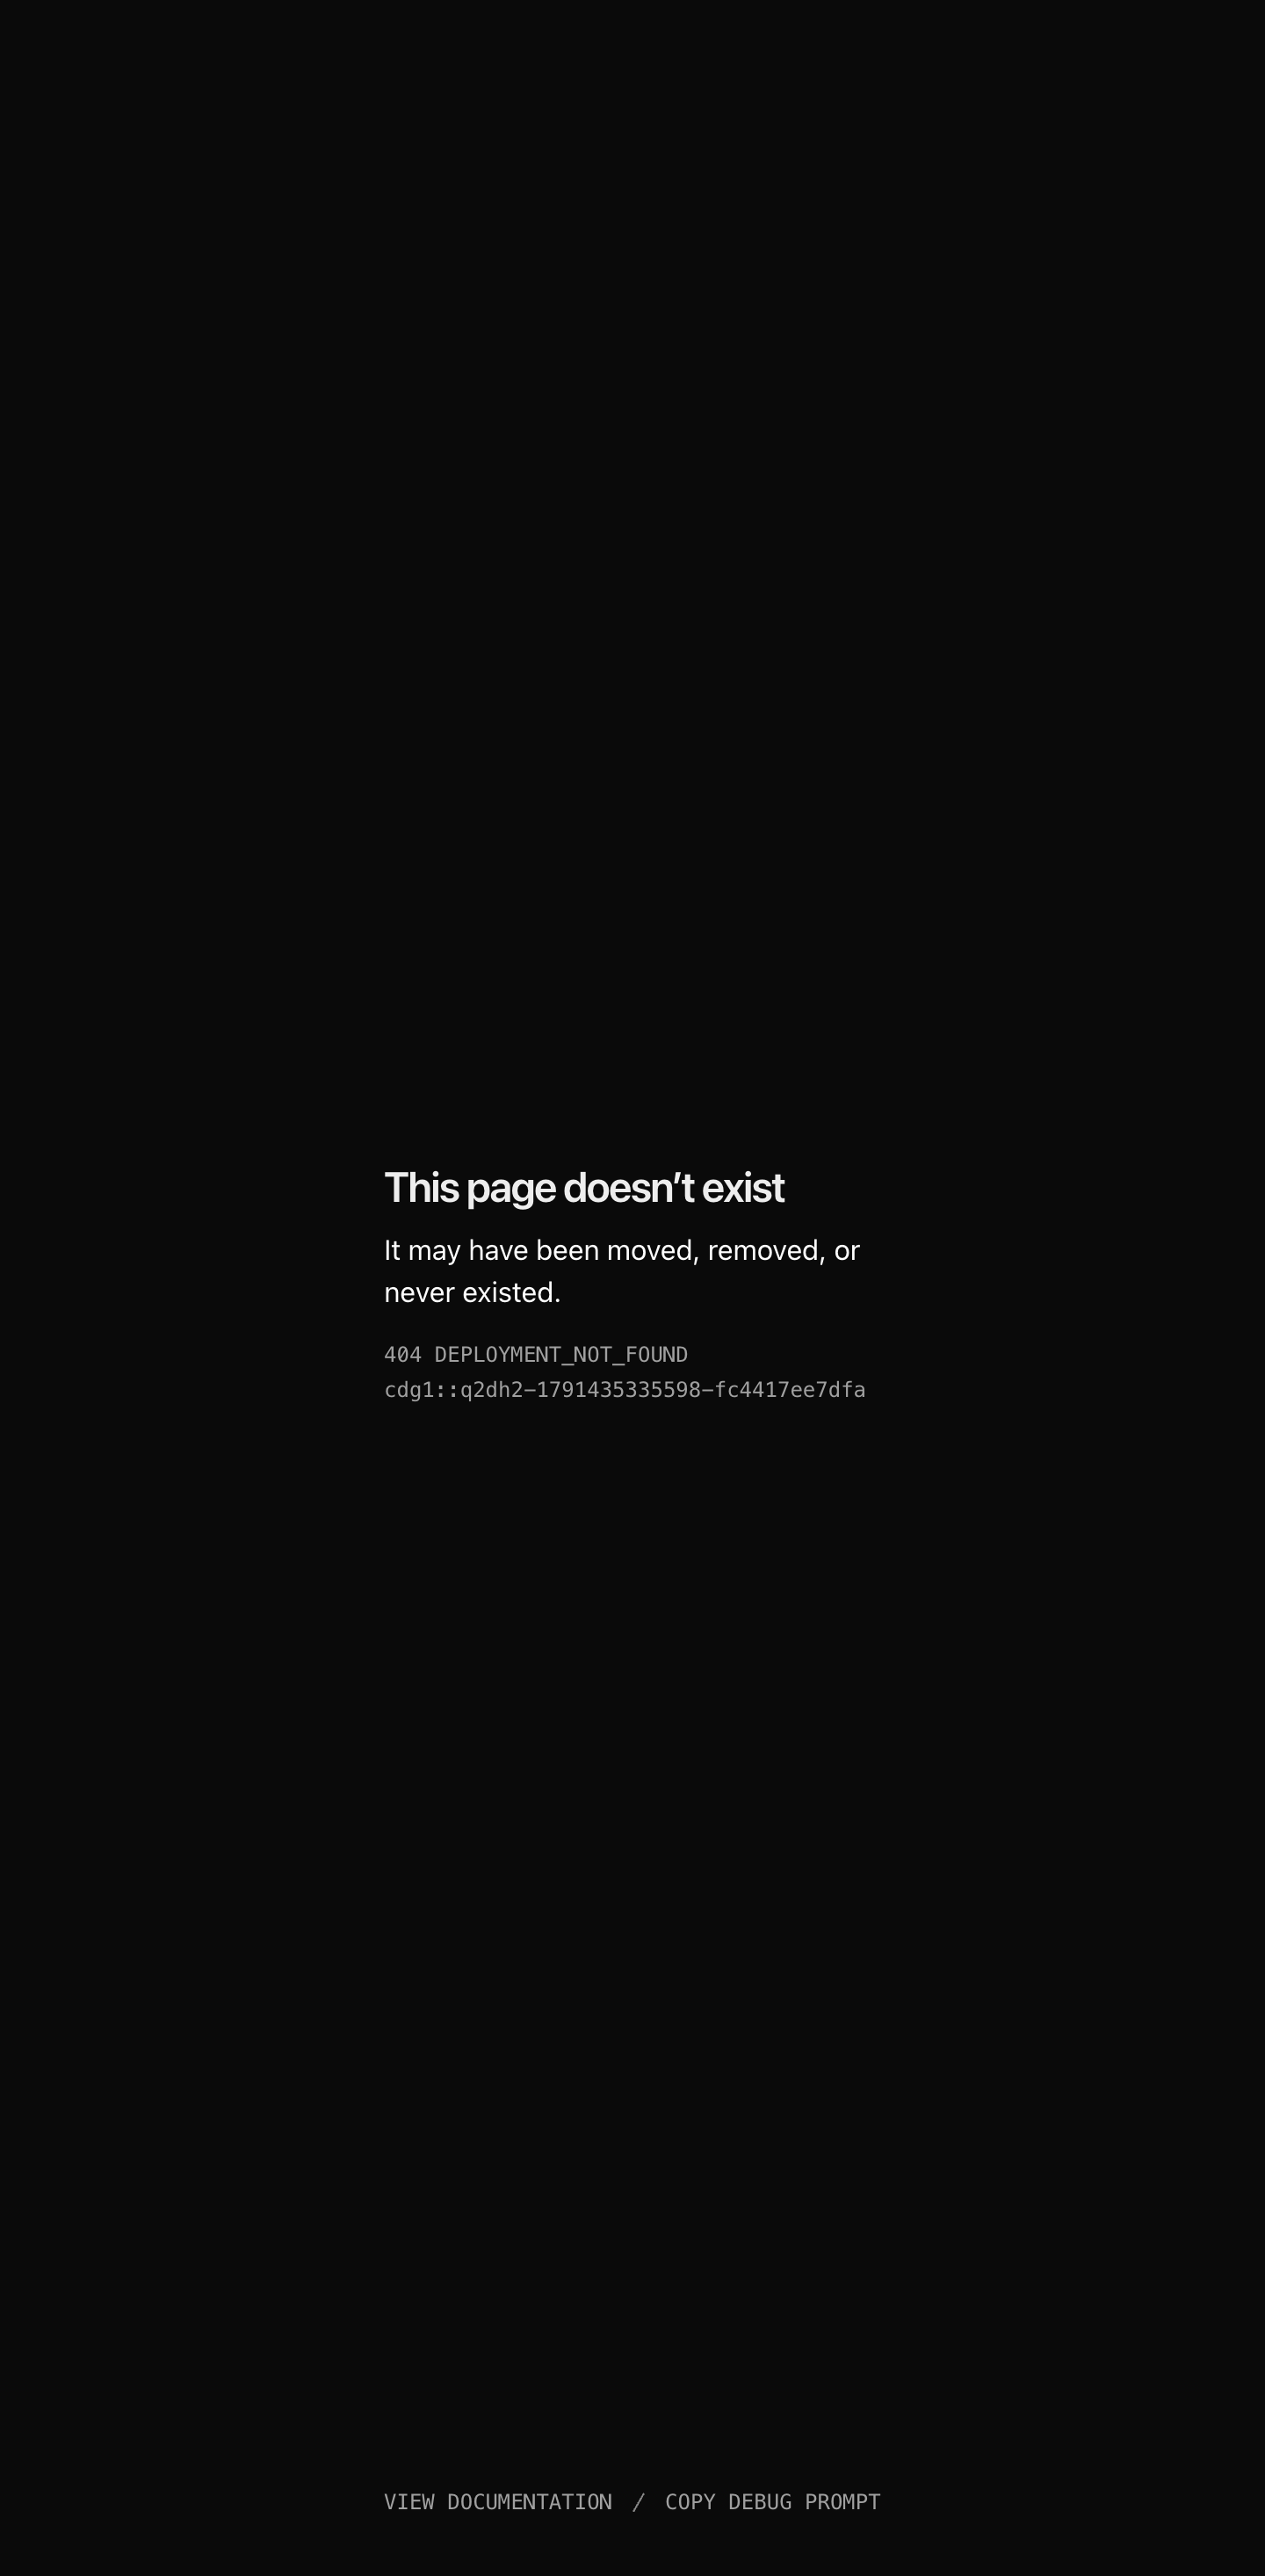 This page doesn’t exist
It may have been moved, removed, or
never existed.
404 DEPLOYMENT_NOT_FOUND
cdg1::q2dh2-1791435335598-fc4417ee7dfa
VIEW DOCUMENTATION / COPY DEBUG PROMPT